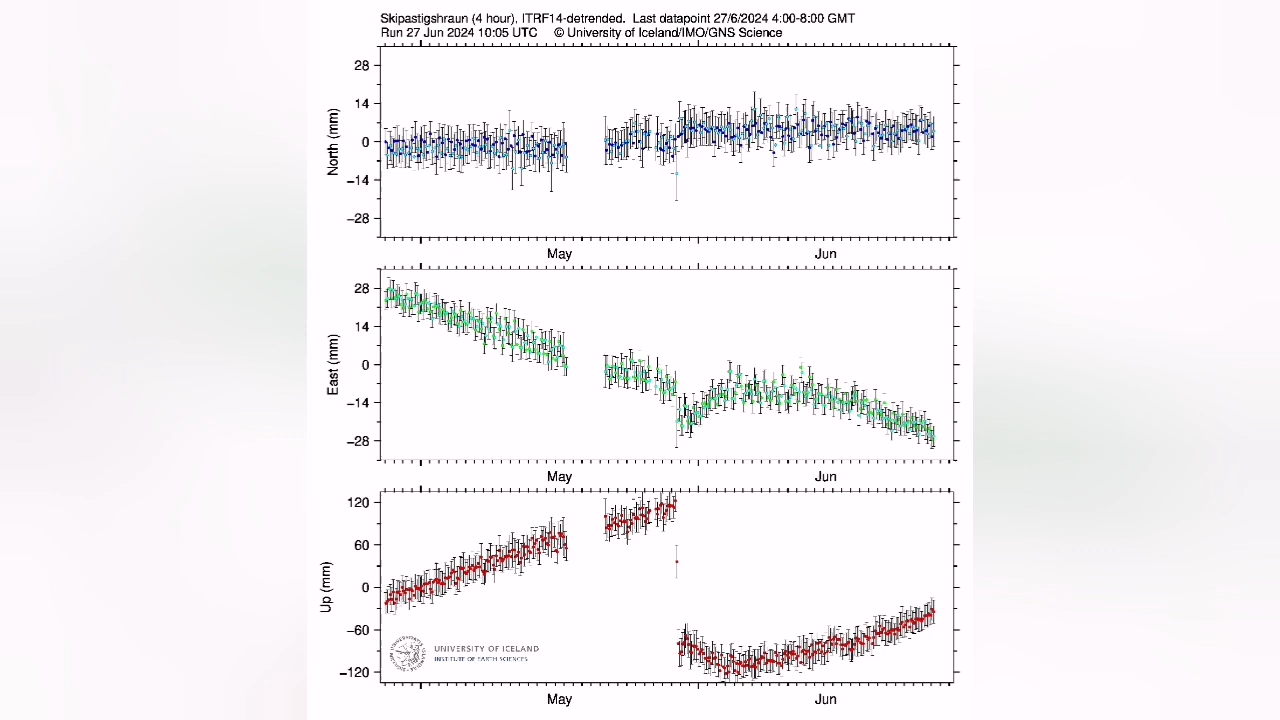 Skipastigshraun (4 hour), ITRF14-detrended. Last datapoint 27/6/2024 4:00-8:00 GMT
Run 27 Jun 2024 10:05 UTC © University of Iceland/IMO/GNS Science
North (mm)
28
14
0
−14
−28
May Jun
East (mm)
28
14
0
−14
−28
May Jun
Up (mm)
120
60
0
−60
−120
UNIVERSITY OF ICELAND
INSTITUTE OF EARTH SCIENCES
May Jun